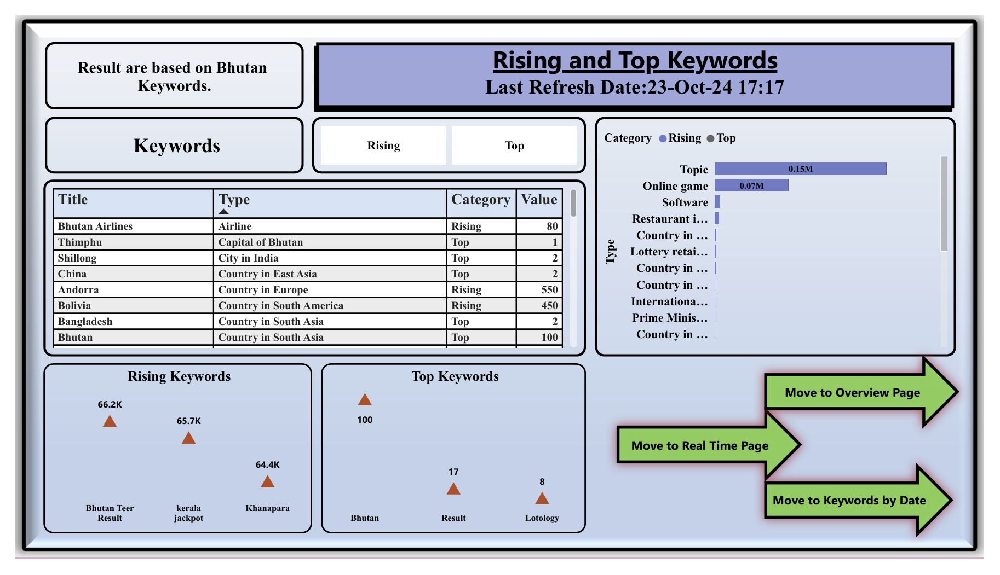 Result are based on Bhutan
Keywords.
Rising and Top Keywords
Last Refresh Date:23-Oct-24 17:17
Keywords
Rising Top
Category Rising Top
Type
Topic 0.15M
Online game 0.07M
Software
Restaurant i...
Country in ...
Lottery retai...
Country in ...
Country in ...
Internationa...
Prime Minis...
Country in ...
Title Type Category Value
Bhutan Airlines Airline Rising 80
Thimphu Capital of Bhutan Top 1
Shillong City in India Top 2
China Country in East Asia Top 2
Andorra Country in Europe Rising 550
Bolivia Country in South America Rising 450
Bangladesh Country in South Asia Top 2
Bhutan Country in South Asia Top 100
Rising Keywords
66.2K
65.7K
64.4K
Bhutan Teer
Result
kerala
jackpot
Khanapara
Top Keywords
100
17
8
Bhutan Result Lotology
Move to Overview Page
Move to Real Time Page
Move to Keywords by Date